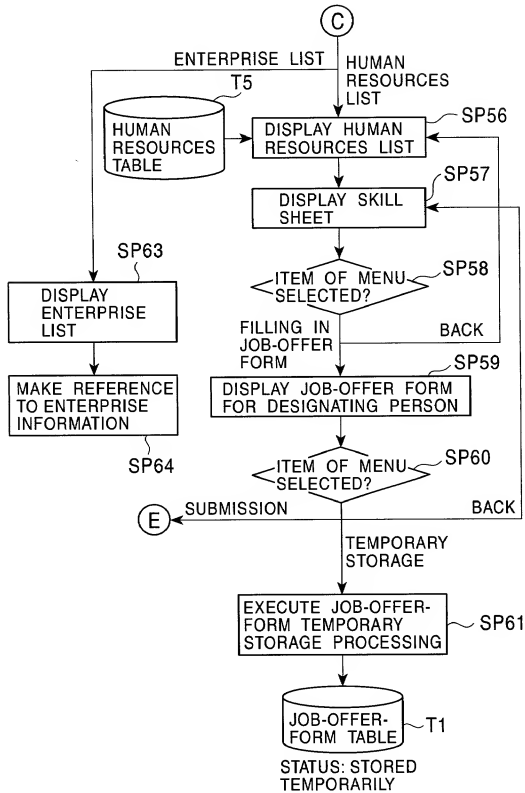 C
ENTERPRISE LIST
HUMAN
RESOURCES
LIST
T5
HUMAN
RESOURCES
TABLE
SP56
DISPLAY HUMAN
RESOURCES LIST
SP57
DISPLAY SKILL
SHEET
SP63
DISPLAY
ENTERPRISE
LIST
SP58
ITEM OF MENU
SELECTED?
FILLING IN
JOB-OFFER
FORM
BACK
SP59
MAKE REFERENCE
TO ENTERPRISE
INFORMATION
SP64
DISPLAY JOB-OFFER FORM
FOR DESIGNATING PERSON
SP60
ITEM OF MENU
SELECTED?
E
SUBMISSION
BACK
TEMPORARY
STORAGE
EXECUTE JOB-OFFER-
FORM TEMPORARY
STORAGE PROCESSING
SP61
JOB-OFFER-
FORM TABLE
T1
STATUS: STORED
TEMPORARILY